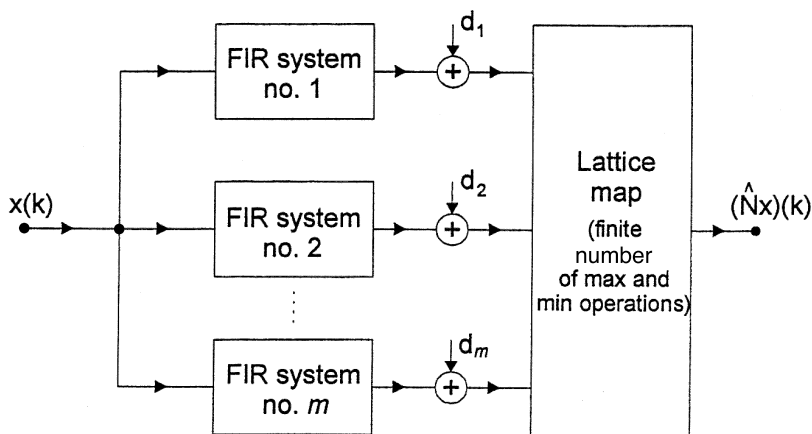 d₁
FIR system
no. 1
d₂
x(k)
FIR system
no. 2
dₘ
FIR system
no. m
Lattice
map
(finite
number
of max and
min operations)
(N̂x)(k)